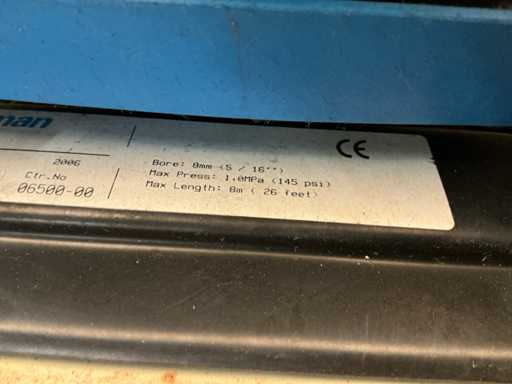 man
2006
Ctr.No
06500-00
Bore: 8mm (5 / 16'')
Max Press: 1.0MPa (145 psi)
Max Length: 8m ( 26 feet)
CE